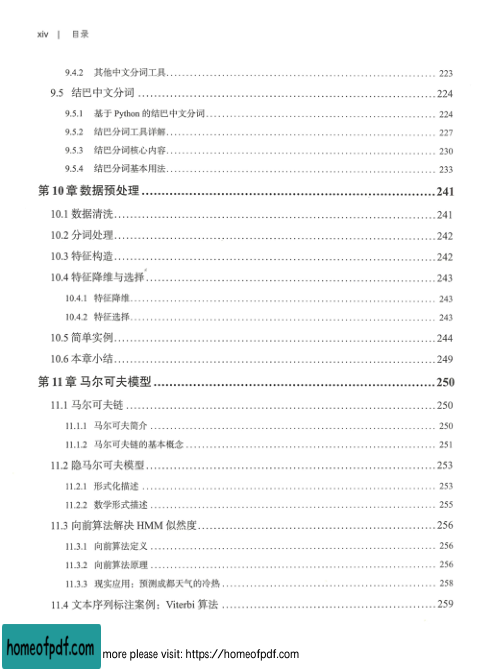 xiv | 目录
9.4.2 其他中文分词工具 223
9.5 结巴中文分词 224
9.5.1 基于 Python 的结巴中文分词 224
9.5.2 结巴分词工具详解 227
9.5.3 结巴分词核心内容 230
9.5.4 结巴分词基本用法 233
第 10 章 数据预处理 241
10.1 数据清洗 241
10.2 分词处理 242
10.3 特征构造 242
10.4 特征降维与选择 243
10.4.1 特征降维 243
10.4.2 特征选择 243
10.5 简单实例 244
10.6 本章小结 249
第 11 章 马尔可夫模型 250
11.1 马尔可夫链 250
11.1.1 马尔可夫简介 250
11.1.2 马尔可夫链的基本概念 251
11.2 隐马尔可夫模型 253
11.2.1 形式化描述 253
11.2.2 数学形式描述 255
11.3 向前算法解决 HMM 似然度 256
11.3.1 向前算法定义 256
11.3.2 向前算法原理 256
11.3.3 现实应用：预测成都天气的冷热 258
11.4 文本序列标注案例：Viterbi 算法 259
homeofpdf.com
more please visit: https://homeofpdf.com